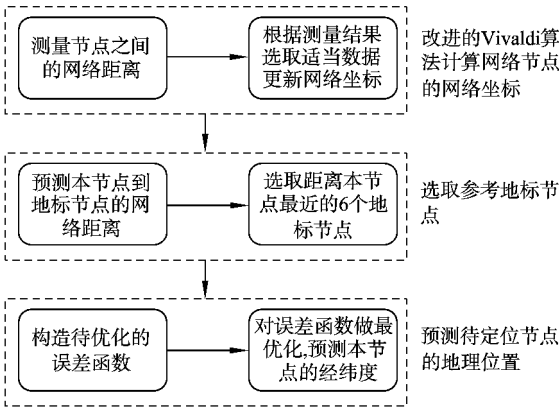 测量节点之间
的网络距离
根据测量结果
选取适当数据
更新网络坐标
改进的Vivaldi算
法计算网络节点
的网络坐标
预测本节点到
地标节点的网
络距离
选取距离本节
点最近的6个地
标节点
选取参考地标节
点
构造待优化的
误差函数
对误差函数做最
优化,预测本节
点的经纬度
预测待定位节点
的地理位置